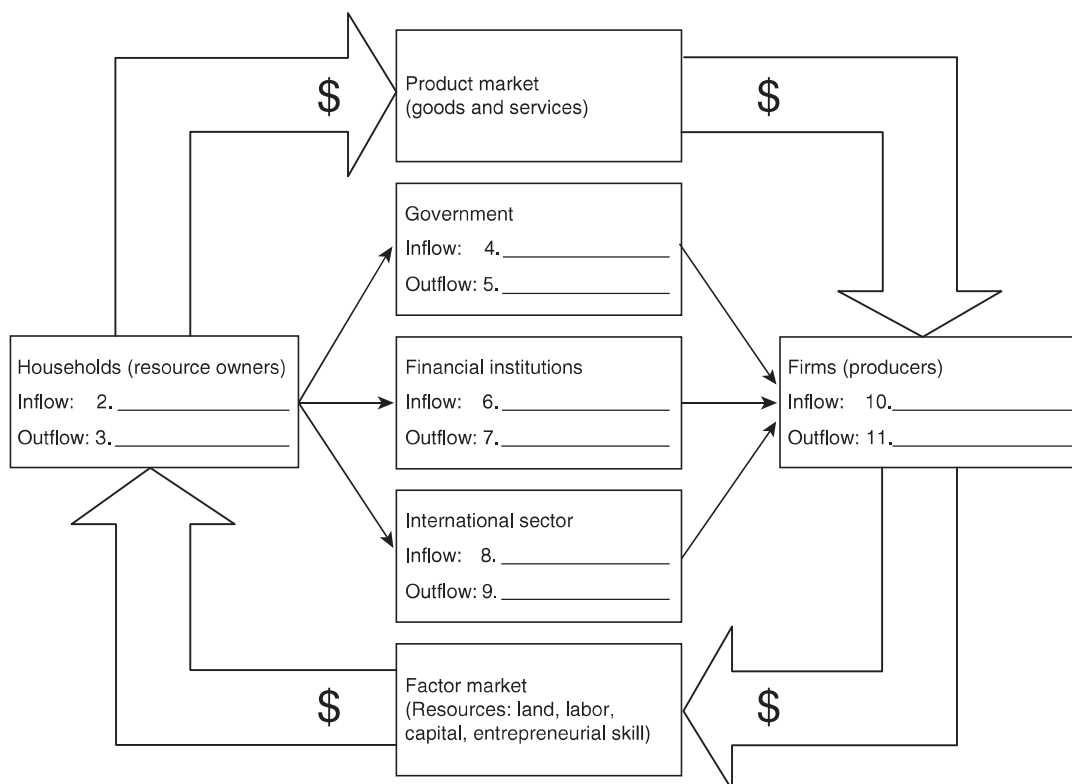 $
Product market
(goods and services)
$
Government
Inflow: 4.
Outflow: 5.
Households (resource owners)
Inflow: 2.
Outflow: 3.
Financial institutions
Inflow: 6.
Outflow: 7.
Firms (producers)
Inflow: 10.
Outflow: 11.
International sector
Inflow: 8.
Outflow: 9.
$
Factor market
(Resources: land, labor,
capital, entrepreneurial skill)
$